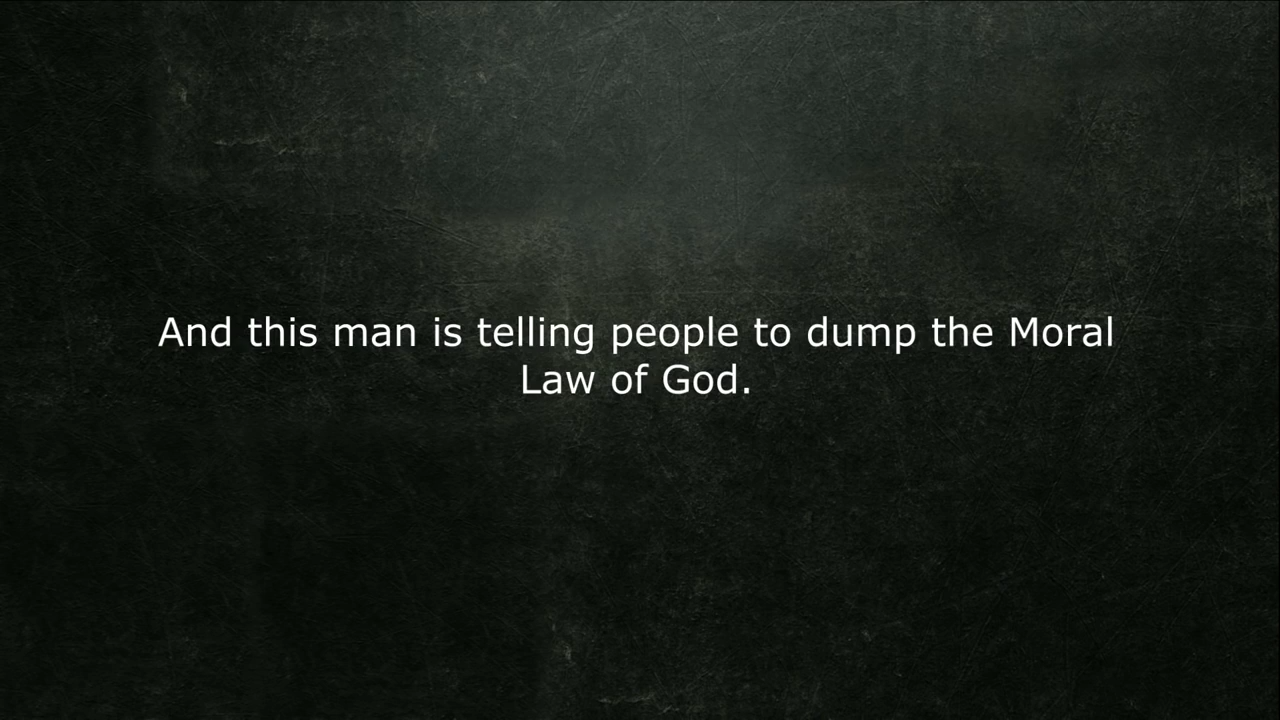 And this man is telling people to dump the Moral
Law of God.